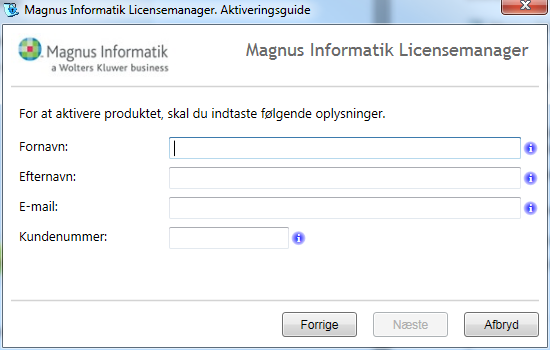 Magnus Informatik Licensemanager. Aktiveringsguide
Magnus Informatik
a Wolters Kluwer business
Magnus Informatik Licensemanager
For at aktivere produktet, skal du indtaste følgende oplysninger.
Fornavn:
Efternavn:
E-mail:
Kundenummer:
Forrige Næste Afbryd